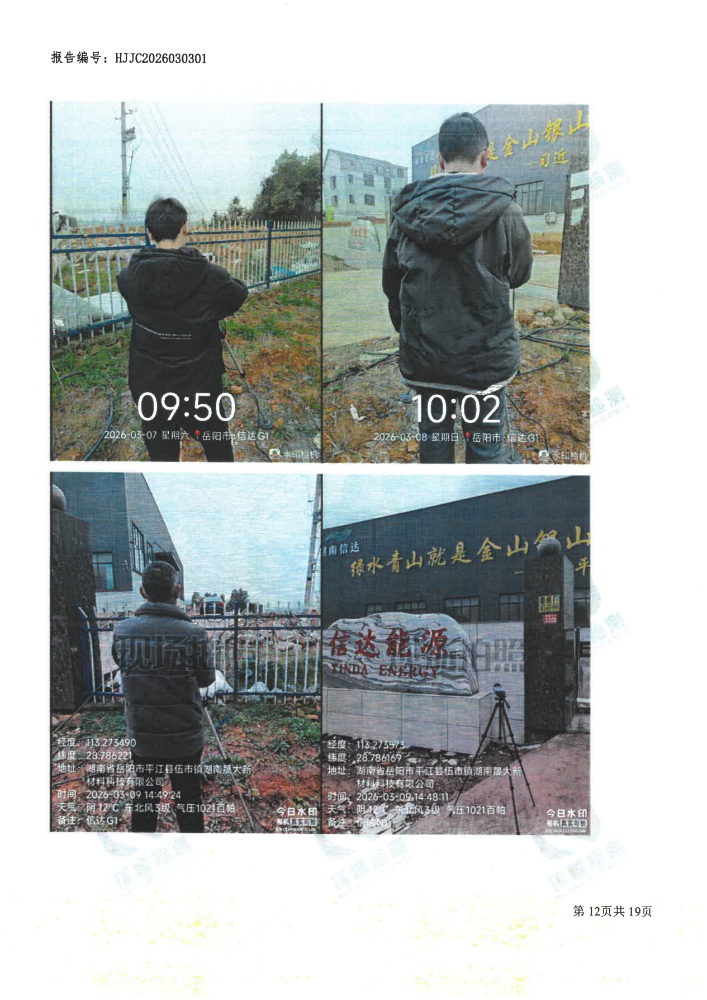 报告编号：HJJC2026030301
是金山银山
—习近
09:50
2026-03-07 星期六 岳阳市·信达G1
水印相机
10:02
2026-03-08 星期日 岳阳市·信达G1
水印相机
湖南信达
绿水青山就是金山银山
平
信达能源
XINDA ENERGY
现场拍照
经度：113.273490
纬度：28.786221
地址：湖南省岳阳市平江县伍市镇湖南晟大新
材料科技有限公司
时间：2026-03-09 14:49:24
天气：阴 12℃ 东北风3级 气压1021百帕
备注：信达G1
今日水印
相机 真实可验
经度：113.273573
纬度：28.786169
地址：湖南省岳阳市平江县伍市镇湖南晟大新
材料科技有限公司
时间：2026-03-09 14:48:11
天气：阴 12℃ 东北风3级 气压1021百帕
备注：信达N1
今日水印
相机 真实可验
第 12页共 19页